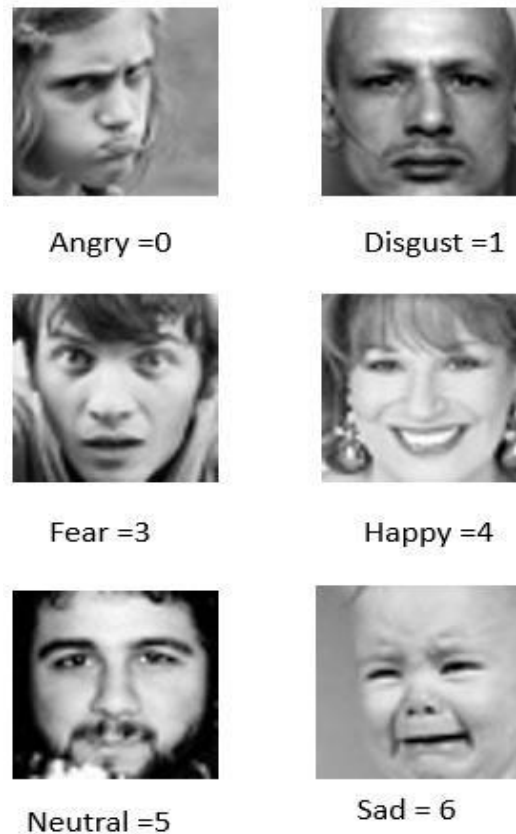 Angry =0
Disgust =1
Fear =3
Happy =4
Neutral =5
Sad = 6